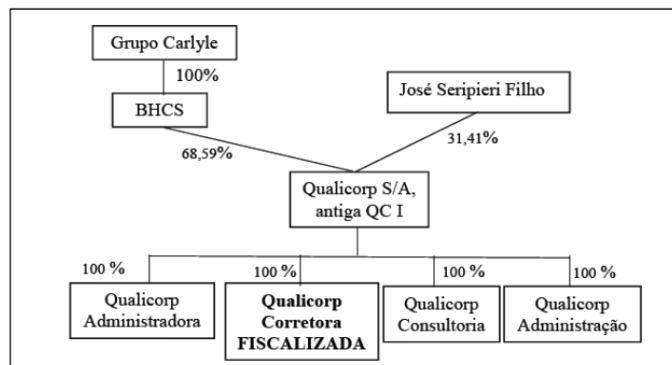 Grupo Carlyle
100%
BHCS
José Seripieri Filho
68,59%
31,41%
Qualicorp S/A,
antiga QC I
100 %
100 %
100 %
100 %
Qualicorp
Administradora
Qualicorp
Corretora
FISCALIZADA
Qualicorp
Consultoria
Qualicorp
Administração